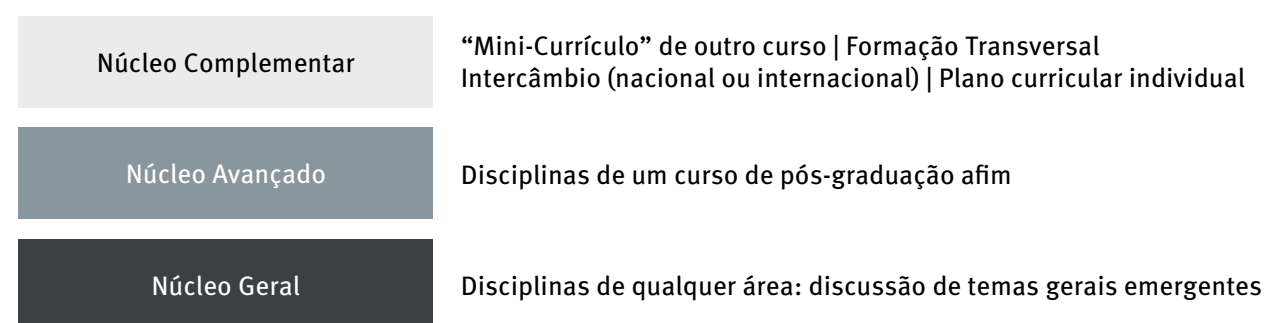 Núcleo Complementar
“Mini-Currículo” de outro curso | Formação Transversal
Intercâmbio (nacional ou internacional) | Plano curricular individual
Núcleo Avançado
Disciplinas de um curso de pós-graduação afim
Núcleo Geral
Disciplinas de qualquer área: discussão de temas gerais emergentes